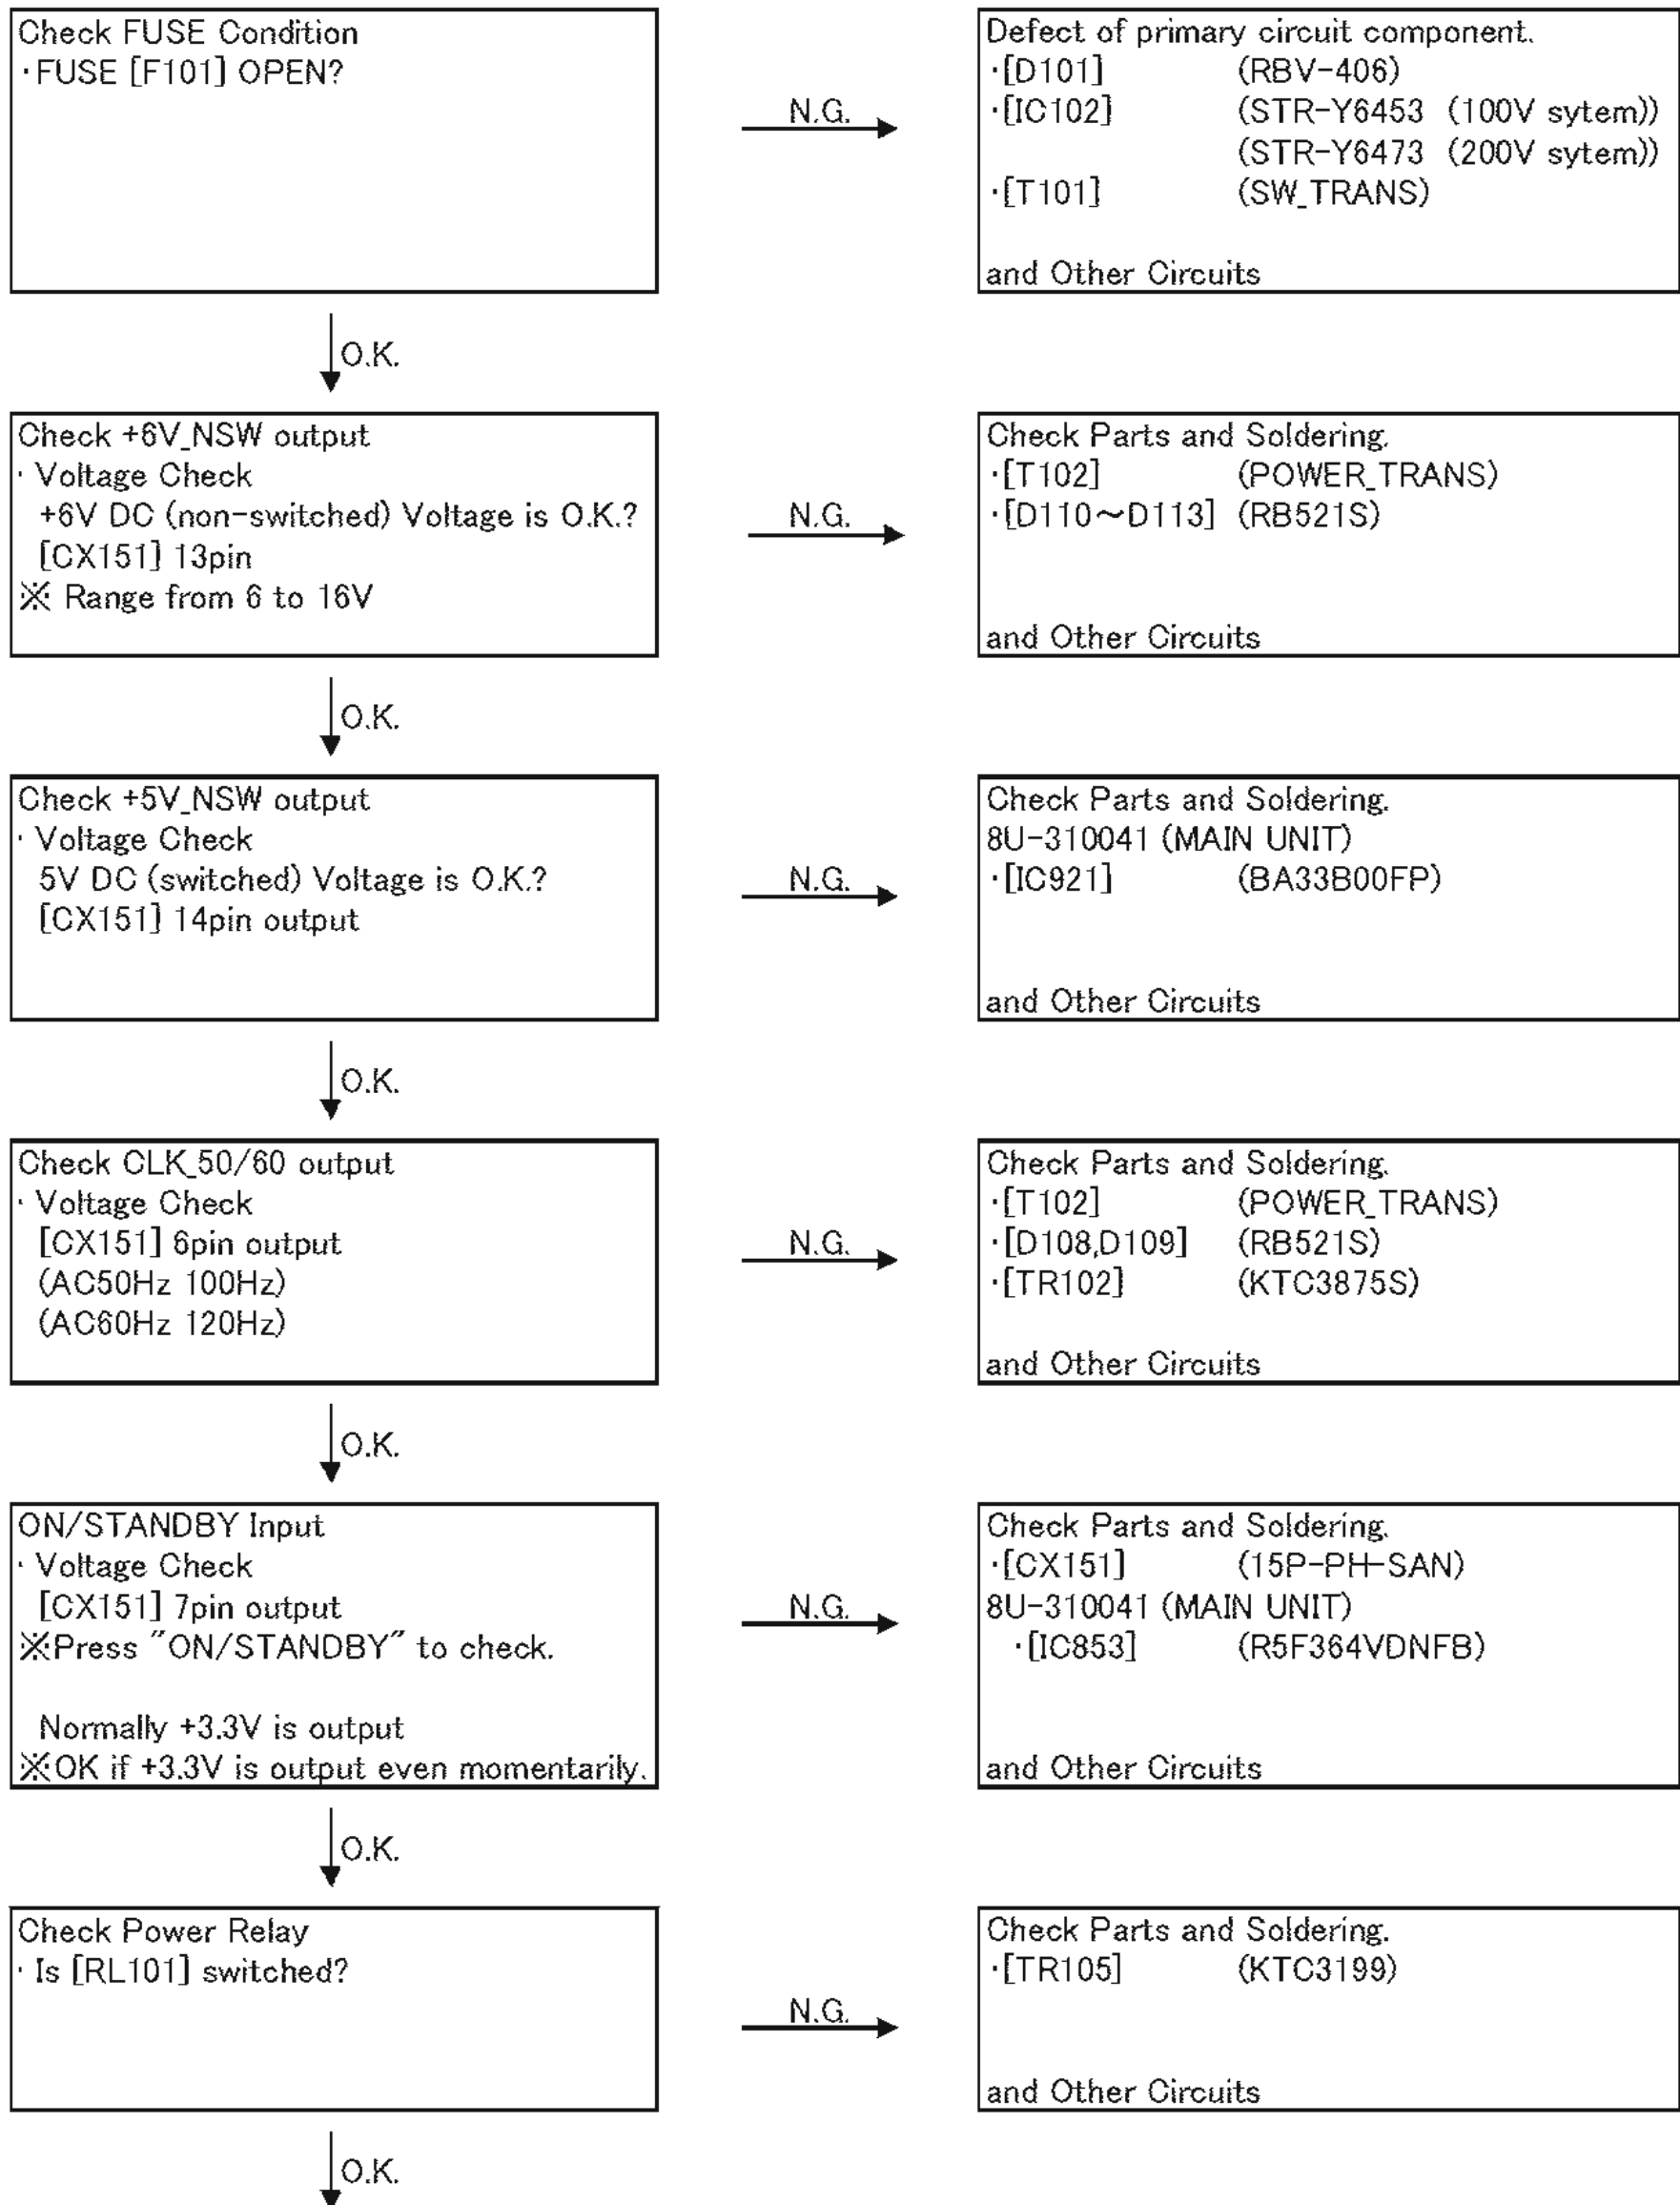 Check FUSE Condition
・FUSE [F101] OPEN?
N.G.
Defect of primary circuit component.
・[D101] (RBV-406)
・[IC102] (STR-Y6453 (100V sytem))
(STR-Y6473 (200V sytem))
・[T101] (SW_TRANS)
and Other Circuits
O.K.
Check +6V_NSW output
・Voltage Check
+6V DC (non-switched) Voltage is O.K.?
[CX151] 13pin
※ Range from 6 to 16V
N.G.
Check Parts and Soldering.
・[T102] (POWER_TRANS)
・[D110～D113] (RB521S)
and Other Circuits
O.K.
Check +5V_NSW output
・Voltage Check
5V DC (switched) Voltage is O.K.?
[CX151] 14pin output
N.G.
Check Parts and Soldering.
8U-310041 (MAIN UNIT)
・[IC921] (BA33B00FP)
and Other Circuits
O.K.
Check CLK_50/60 output
・Voltage Check
[CX151] 6pin output
(AC50Hz 100Hz)
(AC60Hz 120Hz)
N.G.
Check Parts and Soldering.
・[T102] (POWER_TRANS)
・[D108,D109] (RB521S)
・[TR102] (KTC3875S)
and Other Circuits
O.K.
ON/STANDBY Input
・Voltage Check
[CX151] 7pin output
※Press "ON/STANDBY" to check.
Normally +3.3V is output
※OK if +3.3V is output even momentarily.
N.G.
Check Parts and Soldering.
・[CX151] (15P-PH-SAN)
8U-310041 (MAIN UNIT)
・[IC853] (R5F364VDNFB)
and Other Circuits
O.K.
Check Power Relay
・Is [RL101] switched?
N.G.
Check Parts and Soldering.
・[TR105] (KTC3199)
and Other Circuits
O.K.